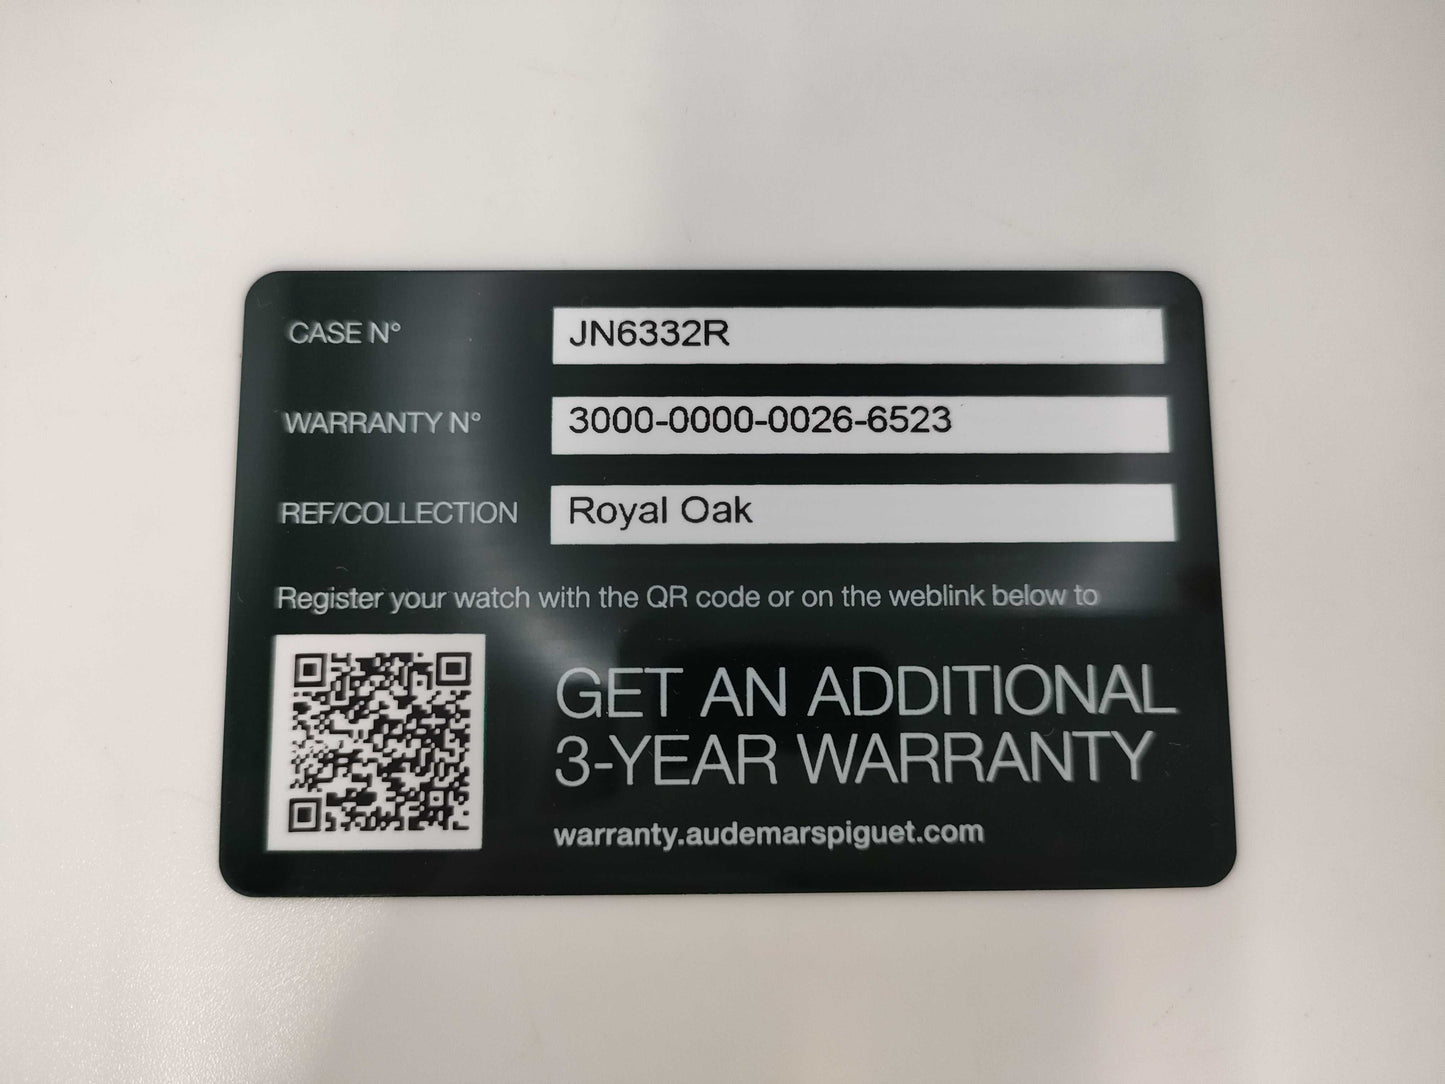 CASE N° JN6332R
WARRANTY N° 3000-0000-0026-6523
REF/COLLECTION Royal Oak
Register your watch with the QR code or on the weblink below to
GET AN ADDITIONAL
3-YEAR WARRANTY
warranty.audemarspiguet.com